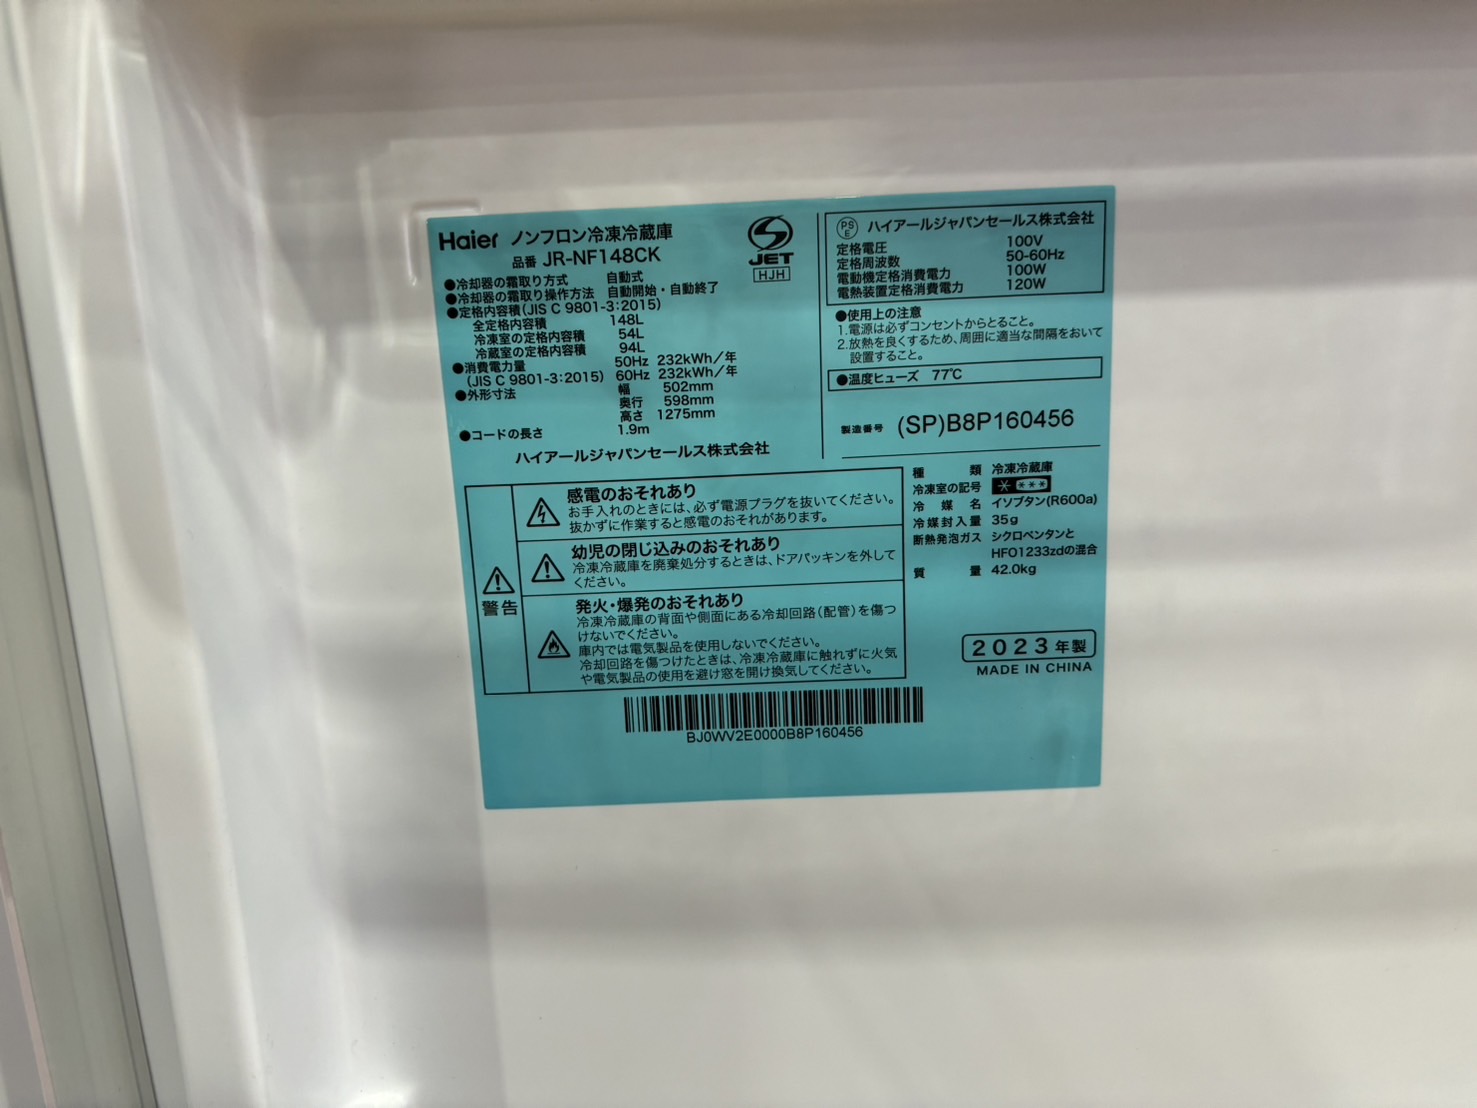 Haier ノンフロン冷凍冷蔵庫
品番 JR-NF148CK
JET
HJH
●冷却器の霜取り方式 自動式
●冷却器の霜取り操作方法 自動開始・自動終了
●定格内容積(JIS C 9801-3:2015)
全定格内容積 148L
冷凍室の定格内容積 54L
冷蔵室の定格内容積 94L
●消費電力量 50Hz 232kWh/年
(JIS C 9801-3:2015) 60Hz 232kWh/年
●外形寸法 幅 502mm
奥行 598mm
高さ 1275mm
●コードの長さ 1.9m
ハイアールジャパンセールス株式会社
PS
E
ハイアールジャパンセールス株式会社
定格電圧 100V
定格周波数 50-60Hz
電動機定格消費電力 100W
電熱装置定格消費電力 120W
●使用上の注意
1.電源は必ずコンセントからとること。
2.放熱を良くするため、周囲に適当な間隔をおいて
設置すること。
●温度ヒューズ 77℃
製造番号 (SP)B8P160456
警告
感電のおそれあり
お手入れのときには、必ず電源プラグを抜いてください。
抜かずに作業すると感電のおそれがあります。
幼児の閉じ込みのおそれあり
冷凍冷蔵庫を廃棄処分するときは、ドアパッキンを外して
ください。
発火・爆発のおそれあり
冷凍冷蔵庫の背面や側面にある冷却回路(配管)を傷つ
けないでください。
庫内では電気製品を使用しないでください。
冷却回路を傷つけたときは、冷凍冷蔵庫に触れずに火気
や電気製品の使用を避け窓を開け換気してください。
種類 冷凍冷蔵庫
冷凍室の記号 * ***
冷媒名 イソブタン(R600a)
冷媒封入量 35g
断熱発泡ガス シクロペンタンと
HFO1233zdの混合
質量 42.0kg
2023年製
MADE IN CHINA
BJ0WV2E0000B8P160456